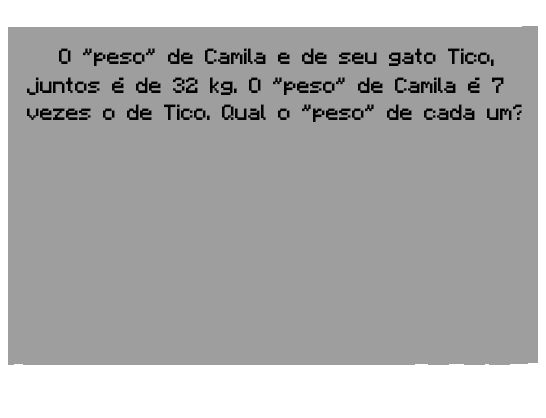 O "peso" de Camila e de seu gato Tico,
juntos é de 32 kg. O "peso" de Camila é 7
vezes o de Tico. Qual o "peso" de cada um?